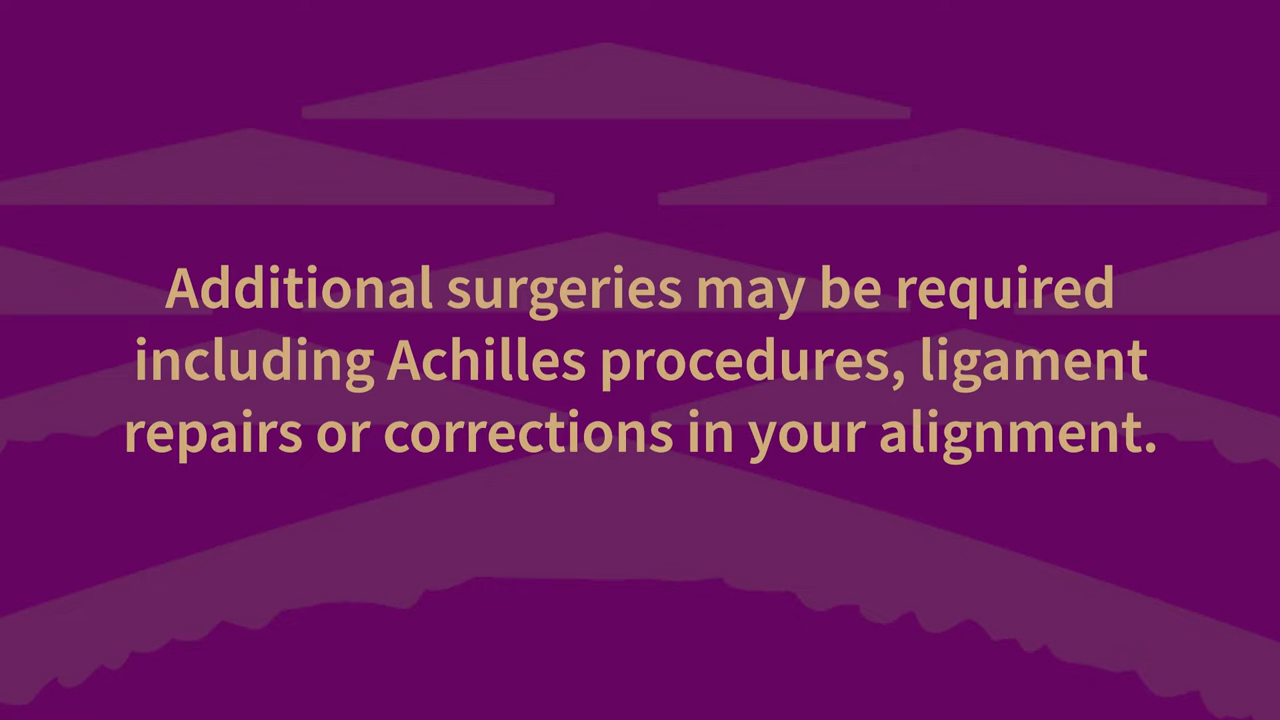 Additional surgeries may be required
including Achilles procedures, ligament
repairs or corrections in your alignment.